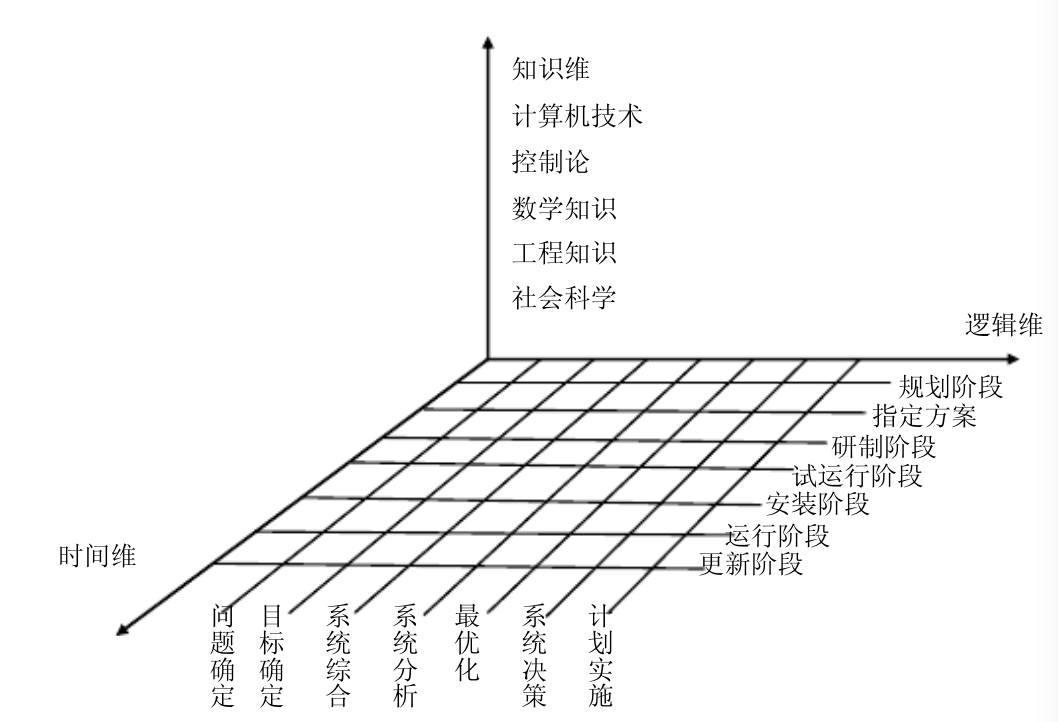 知识维
计算机技术
控制论
数学知识
工程知识
社会科学
逻辑维
规划阶段
指定方案
研制阶段
试运行阶段
安装阶段
运行阶段
更新阶段
时间维
问题确定
目标确定
系统综合
系统分析
最优化
系统决策
计划实施